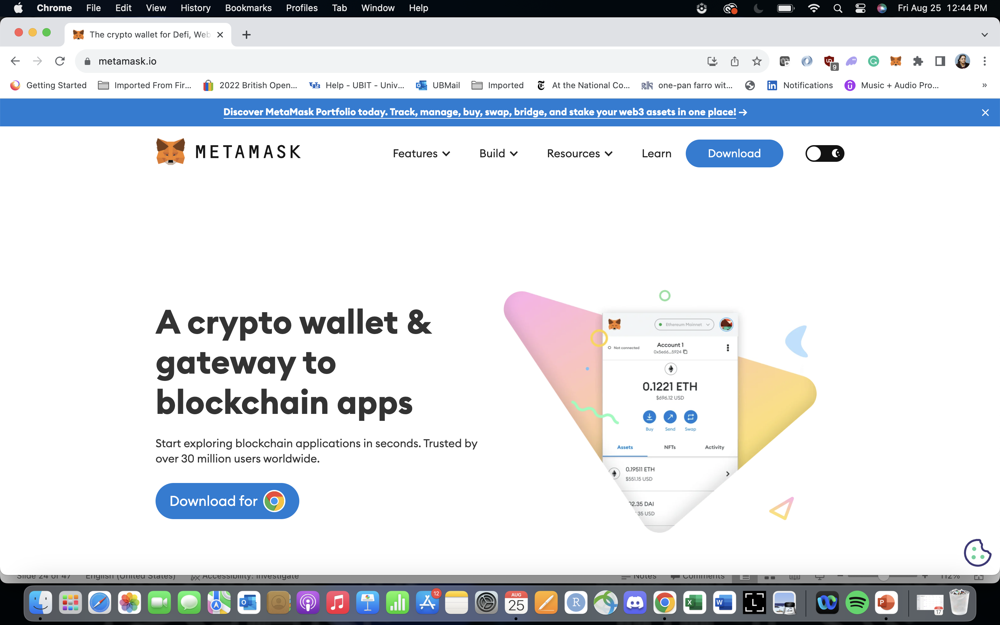 Chrome File Edit View History Bookmarks Profiles Tab Window Help Fri Aug 25 12:44 PM
The crypto wallet for Defi, Web
metamask.io
9
Getting Started Imported From Fir... 2022 British Open... Help - UBIT - Univ... UBMail Imported At the National Co... one-pan farro wit... Notifications Music + Audio Pro... »
Discover MetaMask Portfolio today. Track, manage, buy, swap, bridge, and stake your web3 assets in one place! →
METAMASK Features Build Resources Learn Download
A crypto wallet &
gateway to
blockchain apps
Start exploring blockchain applications in seconds. Trusted by
over 30 million users worldwide.
Download for
Ethereum Mainnet
Not connected
Account 1
0x5e66...5924
0.1221 ETH
$696.12 USD
Buy Send Swap
Assets NFTs Activity
0.19511 ETH
$551.15 USD
02.35 DAI
35 USD
Slide 24 of 47 English (United States) Accessibility: Investigate Notes Comments 112%
12
AUG
25
17